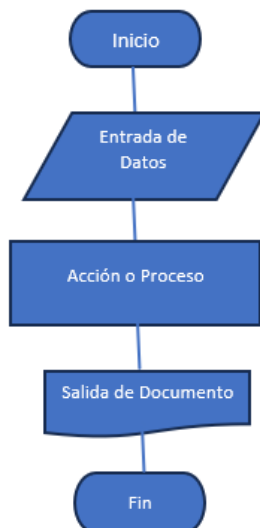 Inicio
Entrada de
Datos
Acción o Proceso
Salida de Documento
Fin